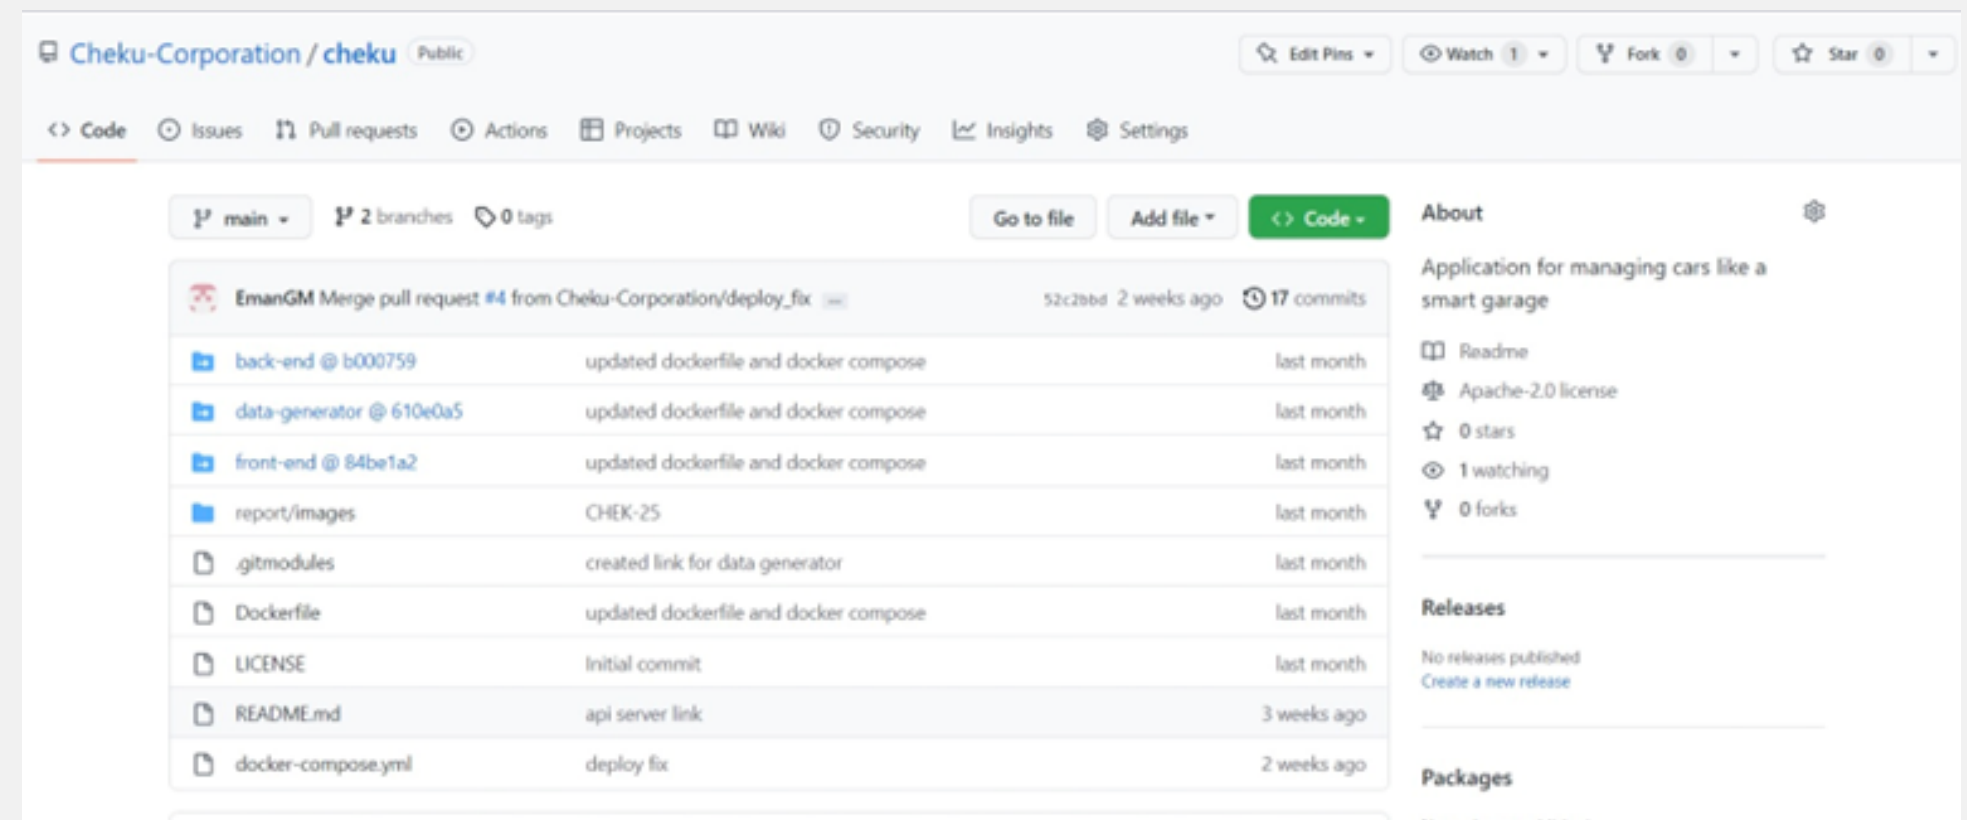 Cheku-Corporation / cheku Public
Edit Pins Watch 1 Fork 0 Star 0
<> Code Issues Pull requests Actions Projects Wiki Security Insights Settings
main 2 branches 0 tags Go to file Add file <> Code
EmanGM Merge pull request #4 from Cheku-Corporation/deploy_fix ... 52c2bbd 2 weeks ago 17 commits
back-end @ b000759 updated dockerfile and docker compose last month
data-generator @ 610e0a5 updated dockerfile and docker compose last month
front-end @ 84be1a2 updated dockerfile and docker compose last month
report/images CHEK-25 last month
.gitmodules created link for data generator last month
Dockerfile updated dockerfile and docker compose last month
LICENSE Initial commit last month
README.md api server link 3 weeks ago
docker-compose.yml deploy fix 2 weeks ago
About
Application for managing cars like a
smart garage
Readme
Apache-2.0 license
0 stars
1 watching
0 forks
Releases
No releases published
Create a new release
Packages